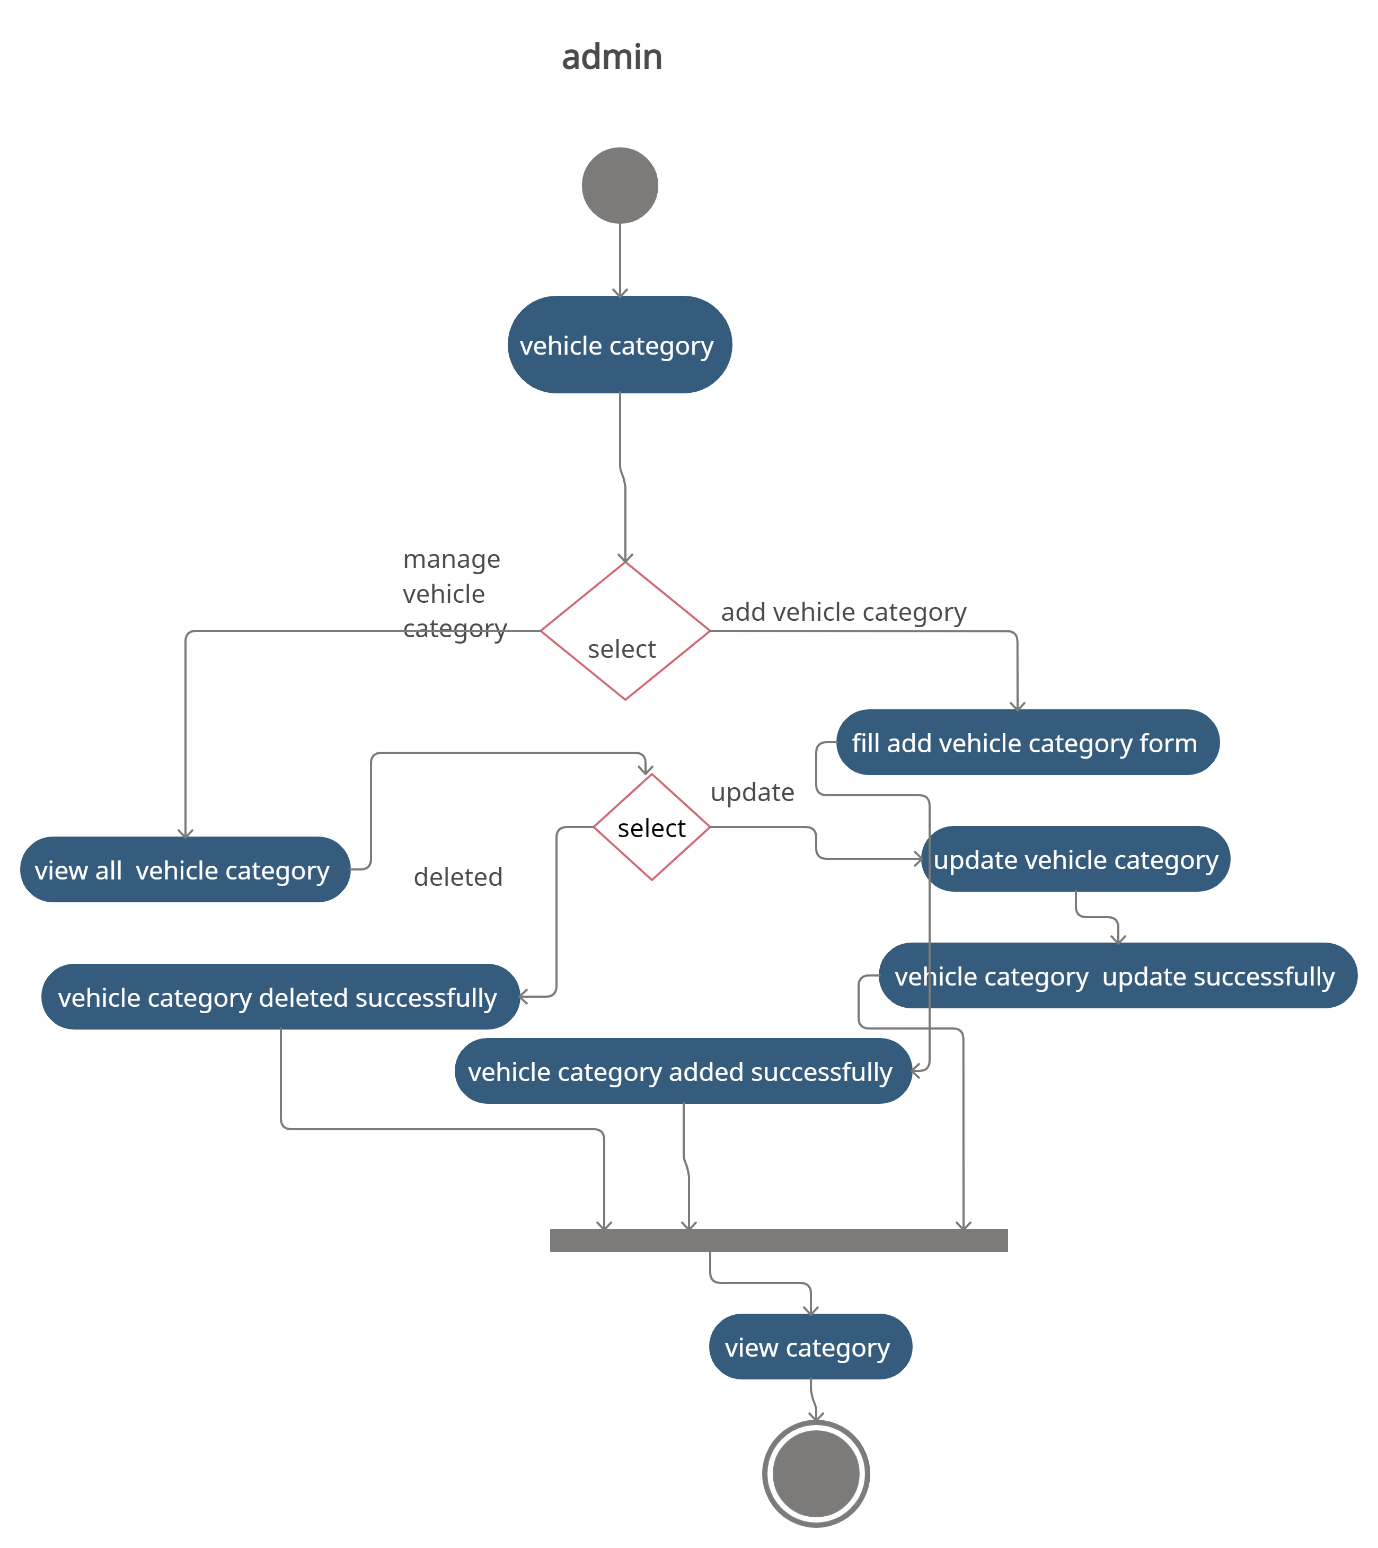 admin
vehicle category
manage
vehicle
category
add vehicle category
select
fill add vehicle category form
update
select
update vehicle category
view all  vehicle category
deleted
vehicle category  update successfully
vehicle category deleted successfully
vehicle category added successfully
view category